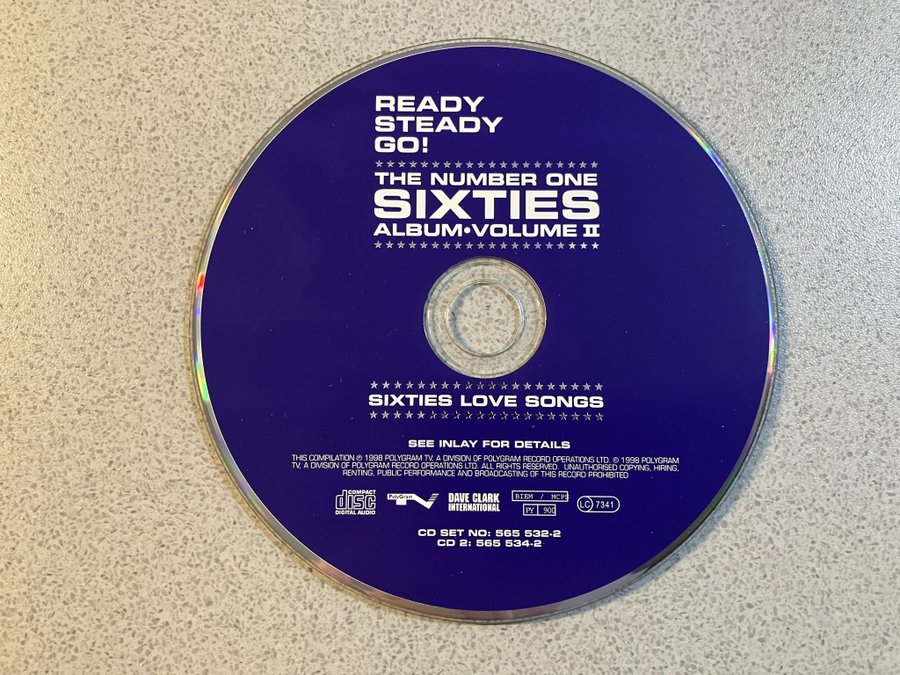 READY
STEADY
GO!
THE NUMBER ONE
SIXTIES
ALBUM•VOLUME II
SIXTIES LOVE SONGS
SEE INLAY FOR DETAILS
THIS COMPILATION ℗ 1998 POLYGRAM TV. A DIVISION OF POLYGRAM RECORD OPERATIONS LTD. © 1998 POLYGRAM
TV. A DIVISION OF POLYGRAM RECORD OPERATIONS LTD. ALL RIGHTS RESERVED. UNAUTHORISED COPYING, HIRING,
RENTING, PUBLIC PERFORMANCE AND BROADCASTING OF THIS RECORD PROHIBITED
COMPACT
disc
DIGITAL AUDIO
PolyGram TV
DAVE CLARK
INTERNATIONAL
BIEM / MCPS
PY 900
LC 7341
CD SET NO: 565 532-2
CD 2: 565 534-2